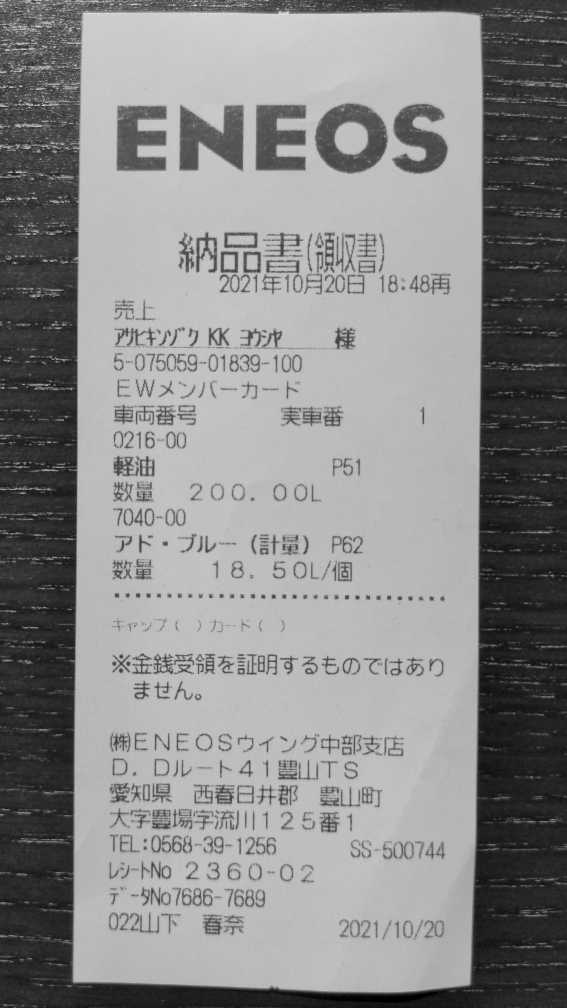 ENEOS
納品書(領収書)
2021年10月20日 18:48再
売上
アサヒキンゾク KK ヨウシヤ 様
5-075059-01839-100
EWメンバーカード
車両番号 実車番 1
0216-00
軽油 P51
数量 200.00L
7040-00
アド・ブルー(計量) P62
数量 18.50L/個
キャップ( )カード( )
※金銭受領を証明するものではあり
ません。
㈱ENEOSウイング中部支店
D.Dルート41豊山TS
愛知県 西春日井郡 豊山町
大字豊場字流川125番1
TEL:0568-39-1256 SS-500744
レシートNo 2360-02
データNo7686-7689
022山下 春奈 2021/10/20